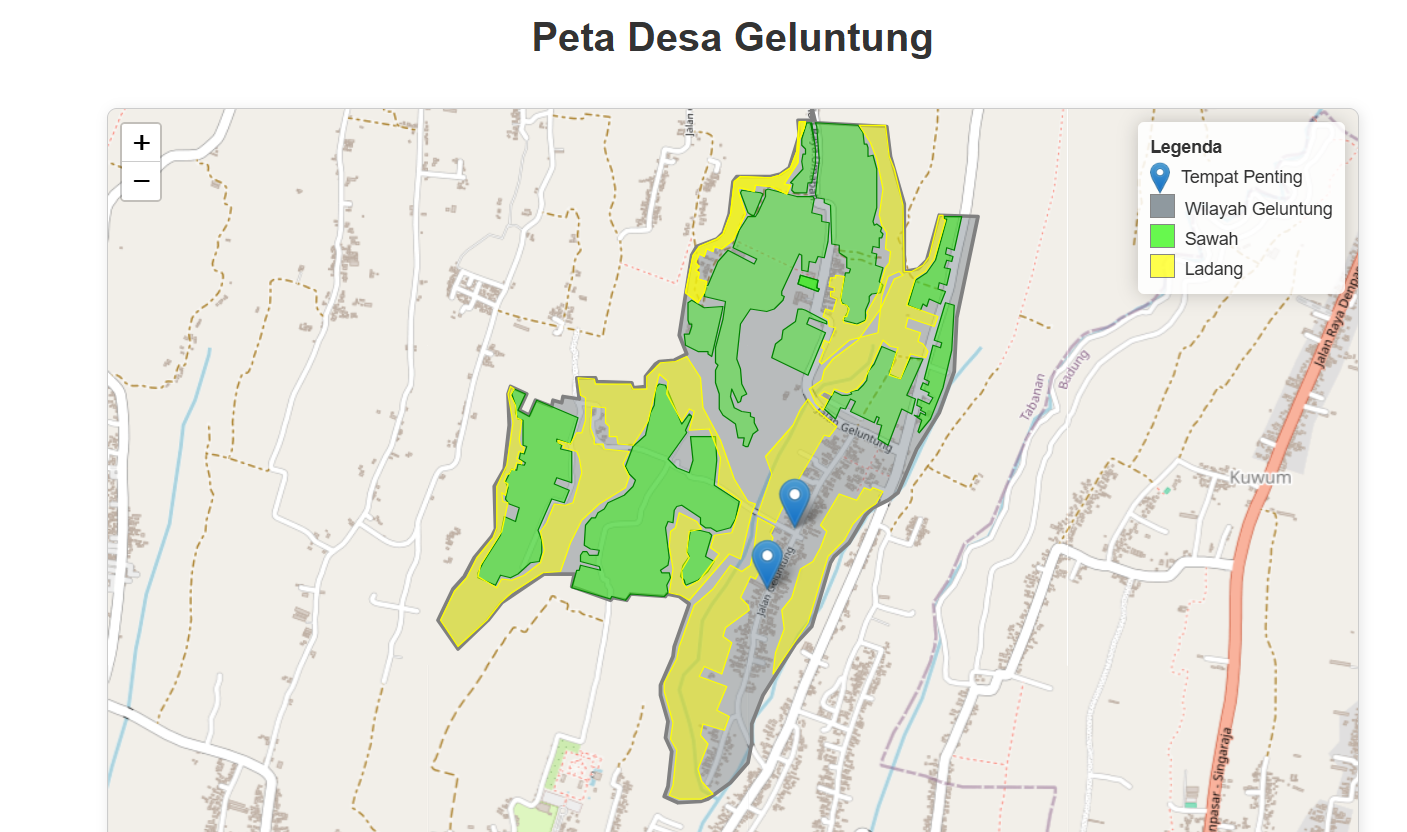 Peta Desa Geluntung
+
−
Legenda
Tempat Penting
Wilayah Geluntung
Sawah
Ladang
Jalan
Jalan Raya Denpas
Tabanan
Badung
Geluntung
Kuwum
Jalan Geluntung
npasar - Singaraja